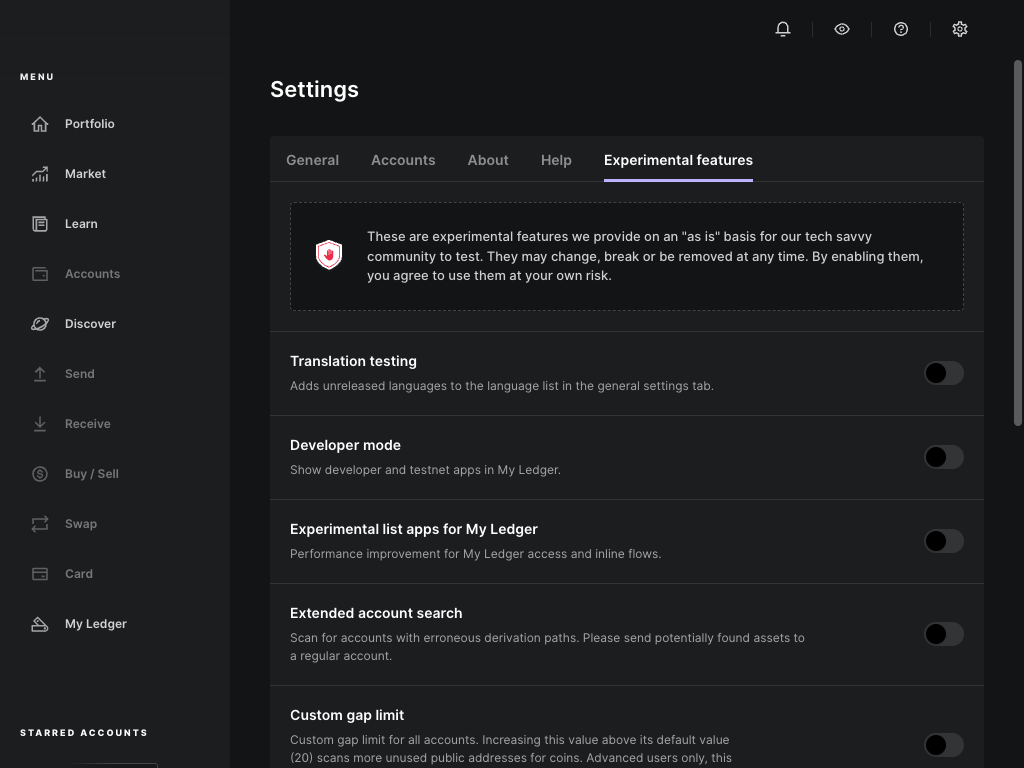 MENU
Portfolio
Market
Learn
Accounts
Discover
Send
Receive
Buy / Sell
Swap
Card
My Ledger
STARRED ACCOUNTS
Settings
General
Accounts
About
Help
Experimental features
These are experimental features we provide on an "as is" basis for our tech savvy
community to test. They may change, break or be removed at any time. By enabling them,
you agree to use them at your own risk.
Translation testing
Adds unreleased languages to the language list in the general settings tab.
Developer mode
Show developer and testnet apps in My Ledger.
Experimental list apps for My Ledger
Performance improvement for My Ledger access and inline flows.
Extended account search
Scan for accounts with erroneous derivation paths. Please send potentially found assets to
a regular account.
Custom gap limit
Custom gap limit for all accounts. Increasing this value above its default value
(20) scans more unused public addresses for coins. Advanced users only, this